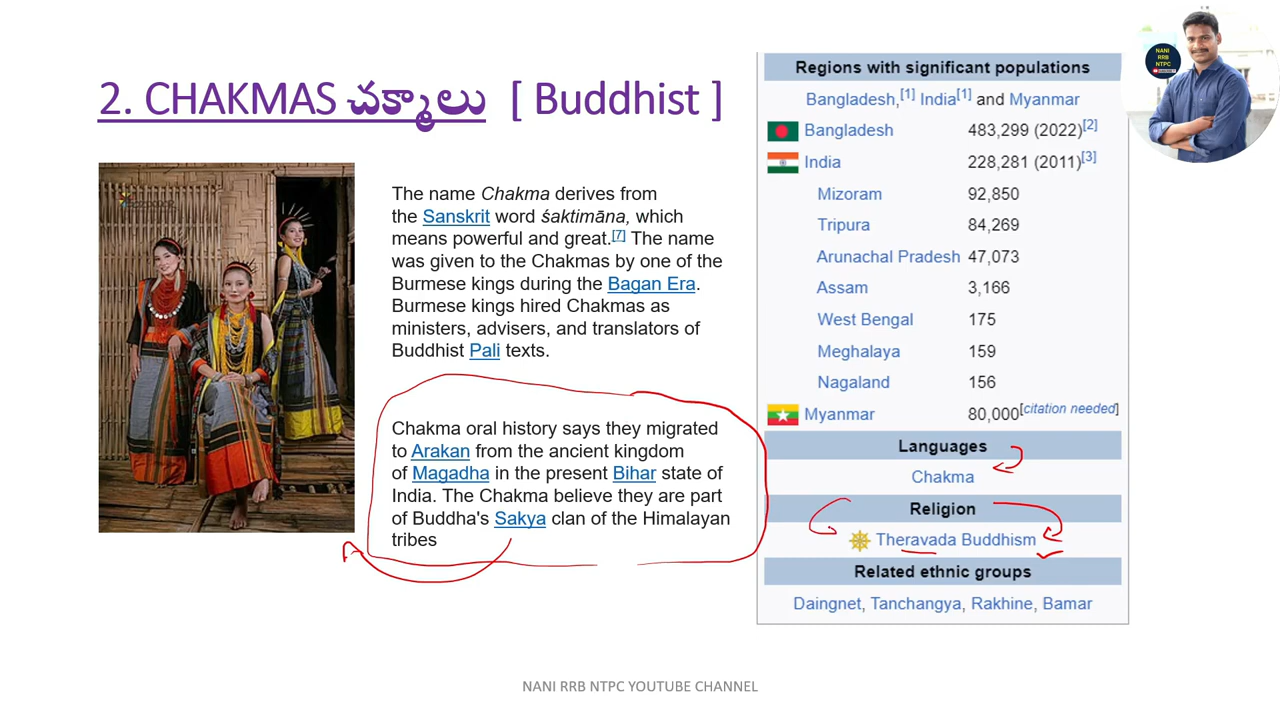 2. CHAKMAS చక్మాలు [ Buddhist ]
The name Chakma derives from
the Sanskrit word śaktimāna, which
means powerful and great.[7] The name
was given to the Chakmas by one of the
Burmese kings during the Bagan Era.
Burmese kings hired Chakmas as
ministers, advisers, and translators of
Buddhist Pali texts.
Chakma oral history says they migrated
to Arakan from the ancient kingdom
of Magadha in the present Bihar state of
India. The Chakma believe they are part
of Buddha's Sakya clan of the Himalayan
tribes
Regions with significant populations
Bangladesh,[1] India[1] and Myanmar
Bangladesh 483,299 (2022)[2]
India 228,281 (2011)[3]
Mizoram 92,850
Tripura 84,269
Arunachal Pradesh 47,073
Assam 3,166
West Bengal 175
Meghalaya 159
Nagaland 156
Myanmar 80,000[citation needed]
Languages
Chakma
Religion
Theravada Buddhism
Related ethnic groups
Daingnet, Tanchangya, Rakhine, Bamar
NANI
RRB
NTPC
NANI RRB NTPC YOUTUBE CHANNEL